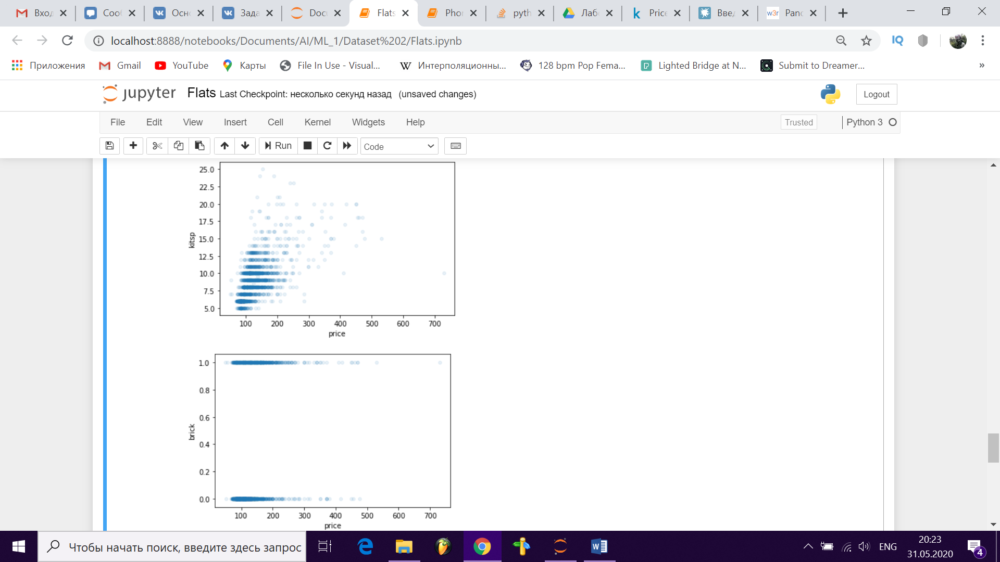 Вход Соо Осн Зада Docu Flats Phon pyth Лаб Price Вве Panc
localhost:8888/notebooks/Documents/AI/ML_1/Dataset%202/Flats.ipynb
IQ
Приложения Gmail YouTube Карты File In Use - Visual... Интерполяционны... 128 bpm Pop Fema... Lighted Bridge at N... Submit to Dreamer... »
jupyter Flats Last Checkpoint: несколько секунд назад (unsaved changes) Logout
File Edit View Insert Cell Kernel Widgets Help Trusted Python 3
Run Code
25.0
22.5
20.0
17.5
15.0
12.5
10.0
7.5
5.0
kitsp
100 200 300 400 500 600 700
price
1.0
0.8
0.6
0.4
0.2
0.0
brick
100 200 300 400 500 600 700
price
Чтобы начать поиск, введите здесь запрос
ENG
20:23
31.05.2020
4